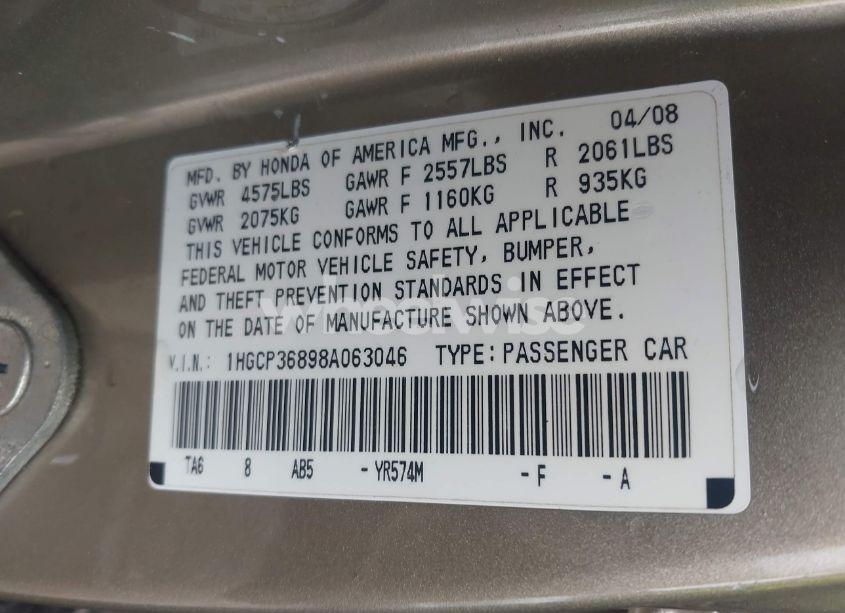 MFD. BY HONDA OF AMERICA MFG., INC. 04/08
GVWR 4575LBS GAWR F 2557LBS R 2061LBS
GVWR 2075KG GAWR F 1160KG R 935KG
THIS VEHICLE CONFORMS TO ALL APPLICABLE
FEDERAL MOTOR VEHICLE SAFETY, BUMPER,
AND THEFT PREVENTION STANDARDS IN EFFECT
ON THE DATE OF MANUFACTURE SHOWN ABOVE.
wheelwise
V.I.N.: 1HGCP36898A063046 TYPE: PASSENGER CAR
TA6 8 AB5 -YR574M -F -A